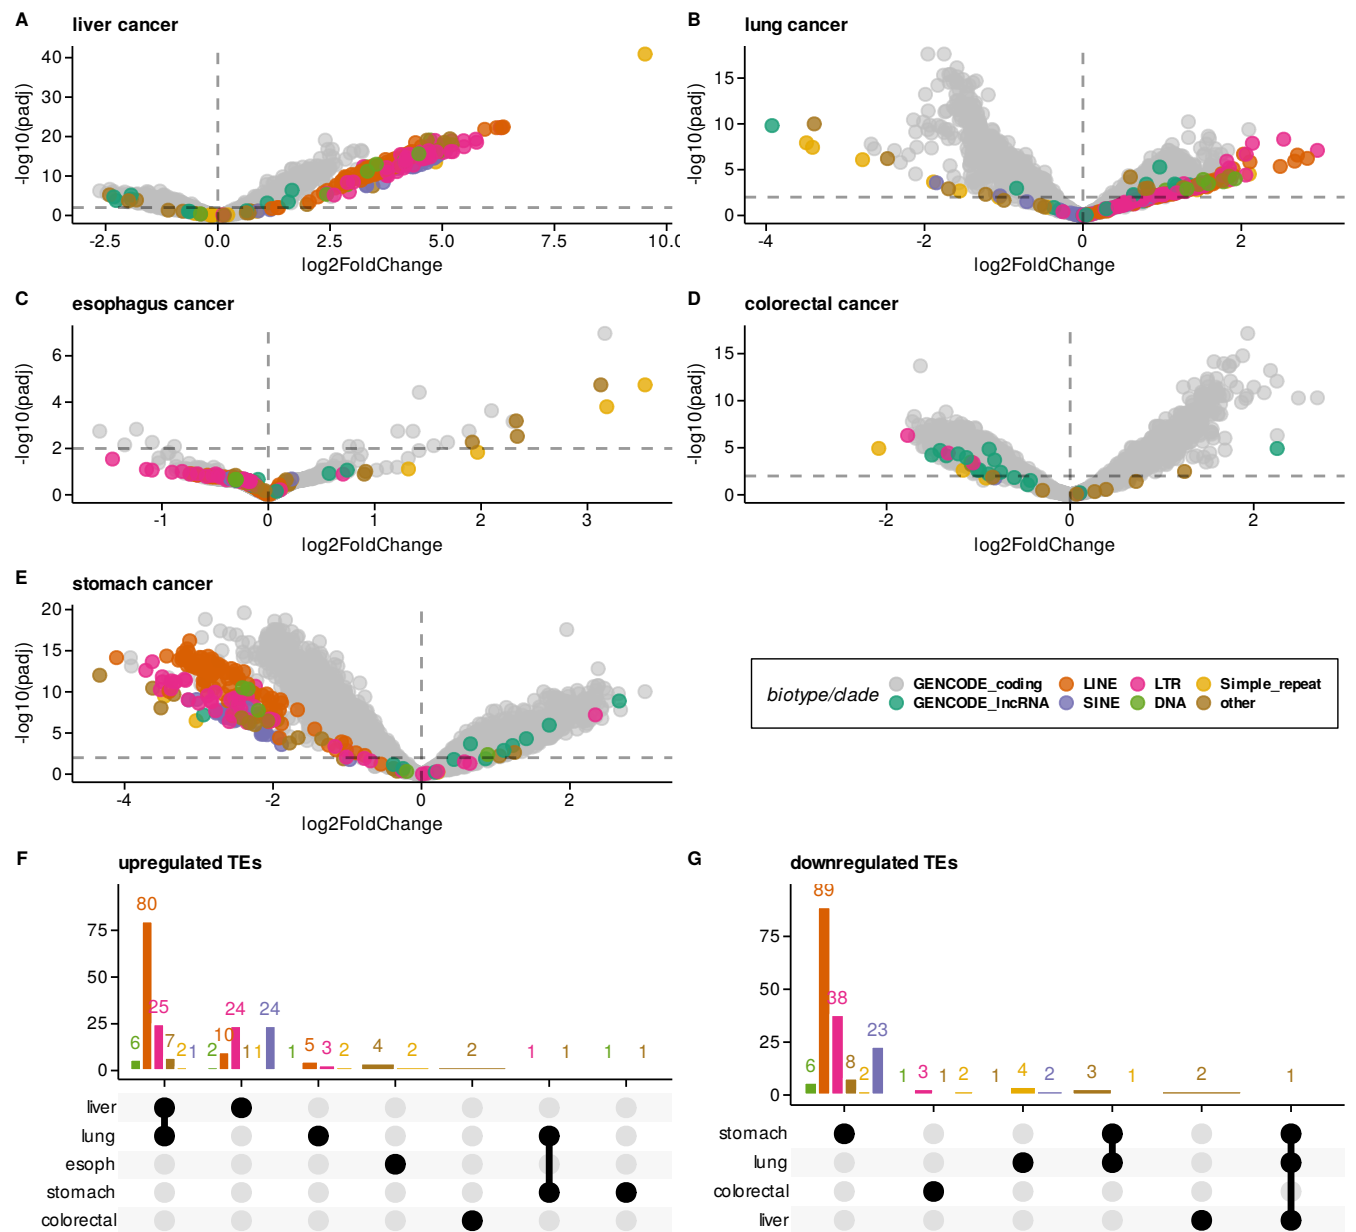 A
liver cancer
40
30
20
10
0
-log10(padj)
-2.5
0.0
2.5
5.0
7.5
10.0
log2FoldChange
B
lung cancer
15
10
5
0
-log10(padj)
-4
-2
0
2
log2FoldChange
C
esophagus cancer
6
4
2
0
-log10(padj)
-1
0
1
2
3
log2FoldChange
D
colorectal cancer
15
10
5
0
-log10(padj)
-2
0
2
log2FoldChange
E
stomach cancer
20
15
10
5
0
-log10(padj)
-4
-2
0
2
log2FoldChange
biotype/clade
GENCODE_coding
LINE
LTR
Simple_repeat
GENCODE_lncRNA
SINE
DNA
other
F
upregulated TEs
75
50
25
0
6 80 25 7 2 1
2 10 24 1 1 24
1 5 3 2
4 2
2
1 1
1 1
liver
lung
esoph
stomach
colorectal
G
downregulated TEs
75
50
25
0
6 89 38 8 2 23
1 3 1 2
1 4 2
3 1
2
1
stomach
lung
colorectal
liver